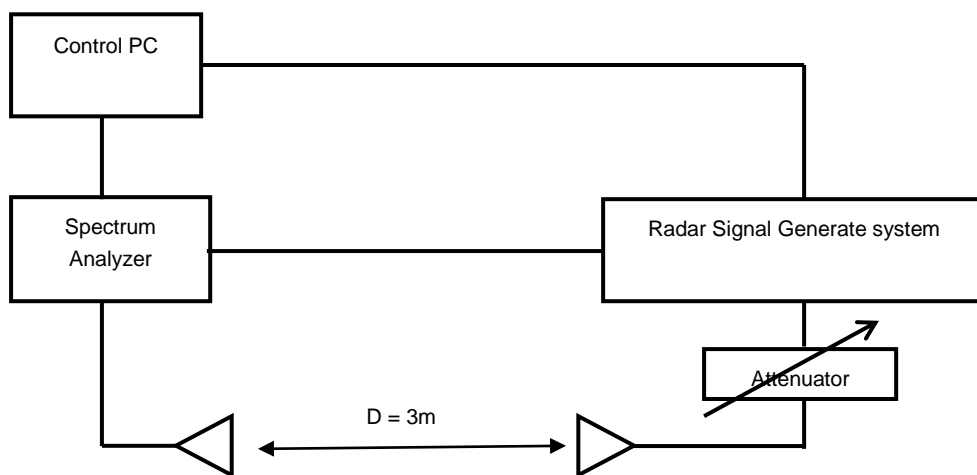 Control PC
Spectrum
Analyzer
Radar Signal Generate system
Attenuator
D = 3m